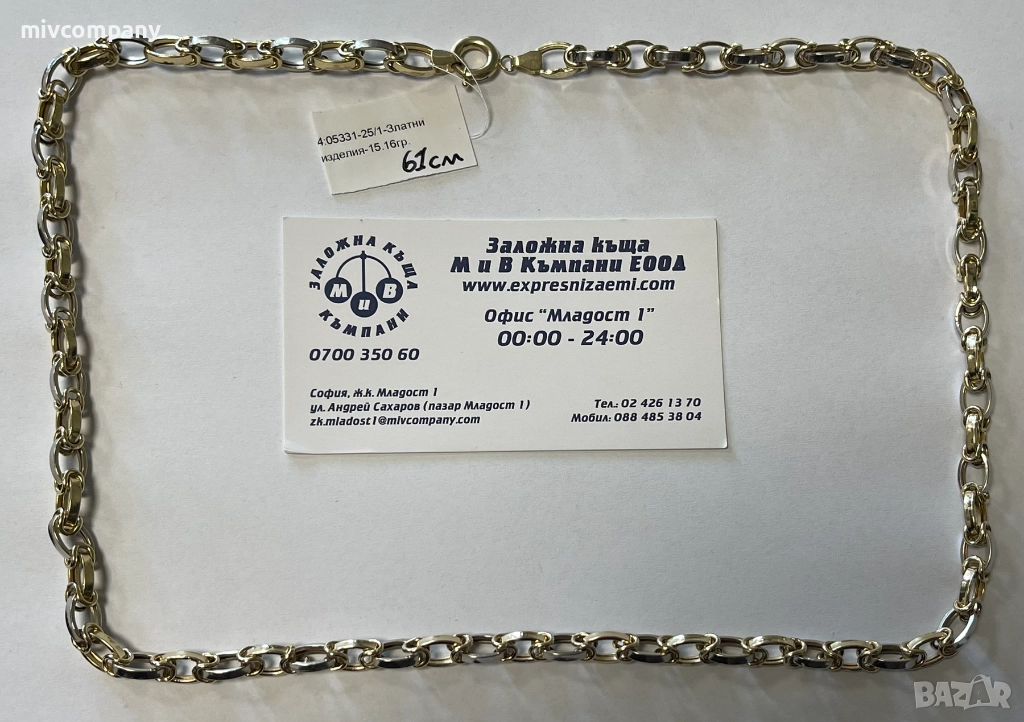 mivcompany
4:05331-25/1-Златни
изделия-15.16гр.
61см
ЗАЛОЖНА КЪЩА
М и В
КЪМПАНИ
0700 350 60
Заложна къща
М и В Къмпани ЕООД
www.expresnizaemi.com
Офис “Младост 1”
00:00 - 24:00
София, ж.к. Младост 1
ул. Андрей Сахаров (пазар Младост 1)
zk.mladost1@mivcompany.com
Тел.: 02 426 13 70
Мобил: 088 485 38 04
BAZAR